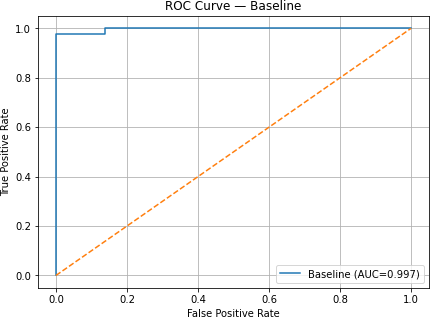 ROC Curve — Baseline
True Positive Rate
1.0
0.8
0.6
0.4
0.2
0.0
Baseline (AUC=0.997)
0.0 0.2 0.4 0.6 0.8 1.0
False Positive Rate